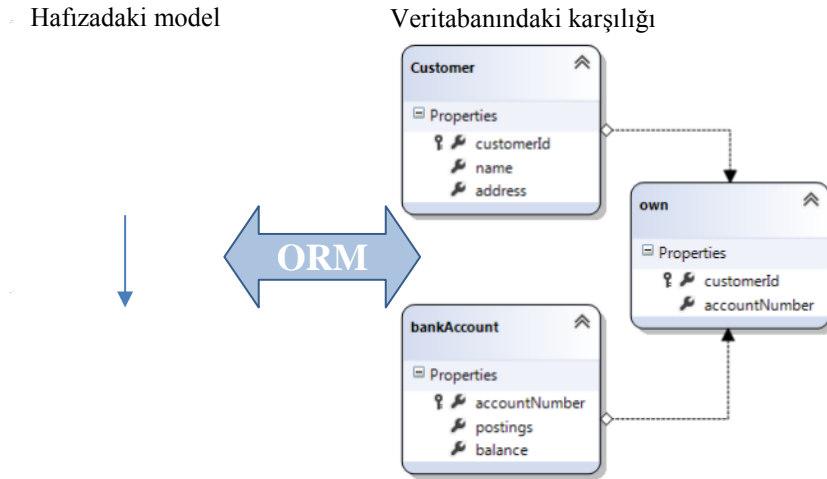 Hafızadaki model
Veritabanındaki karşılığı
Customer
Properties
customerId
name
address
ORM
own
Properties
customerId
accountNumber
bankAccount
Properties
accountNumber
postings
balance